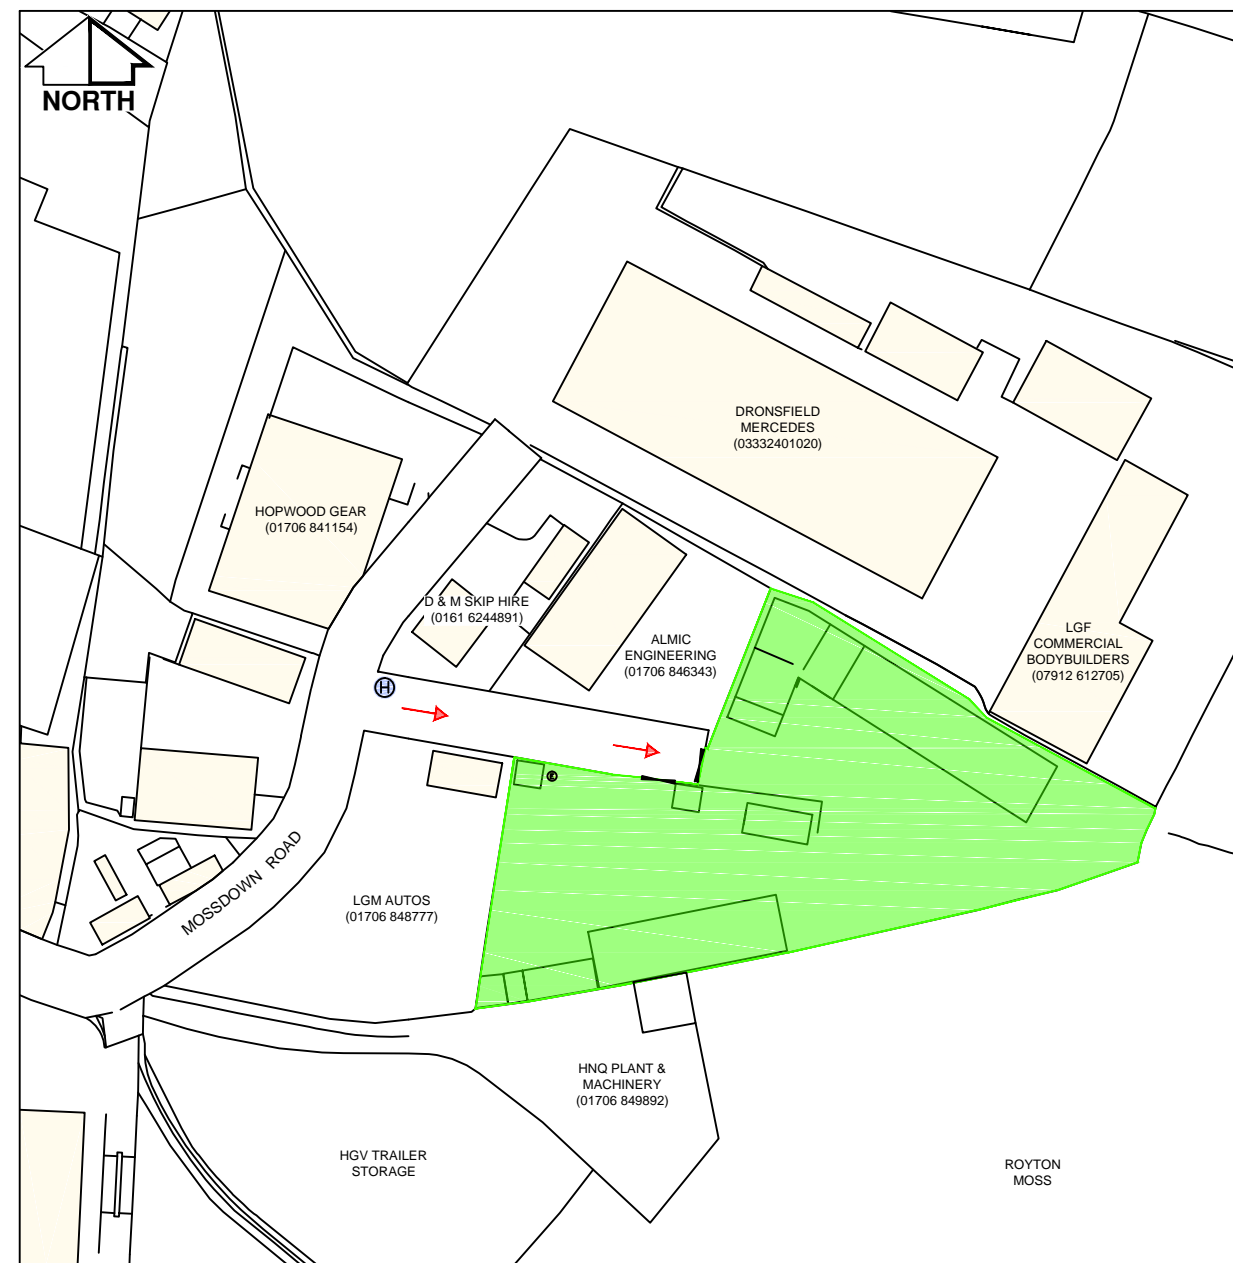 NORTH
DRONSFIELD
MERCEDES
(03332401020)
HOPWOOD GEAR
(01706 841154)
D & M SKIP HIRE
(0161 6244891)
ALMIC
ENGINEERING
(01706 846343)
LGF
COMMERCIAL
BODYBUILDERS
(07912 612705)
H
MOSSDOWN ROAD
LGM AUTOS
(01706 848777)
HNQ PLANT &
MACHINERY
(01706 849892)
HGV TRAILER
STORAGE
ROYTON
MOSS